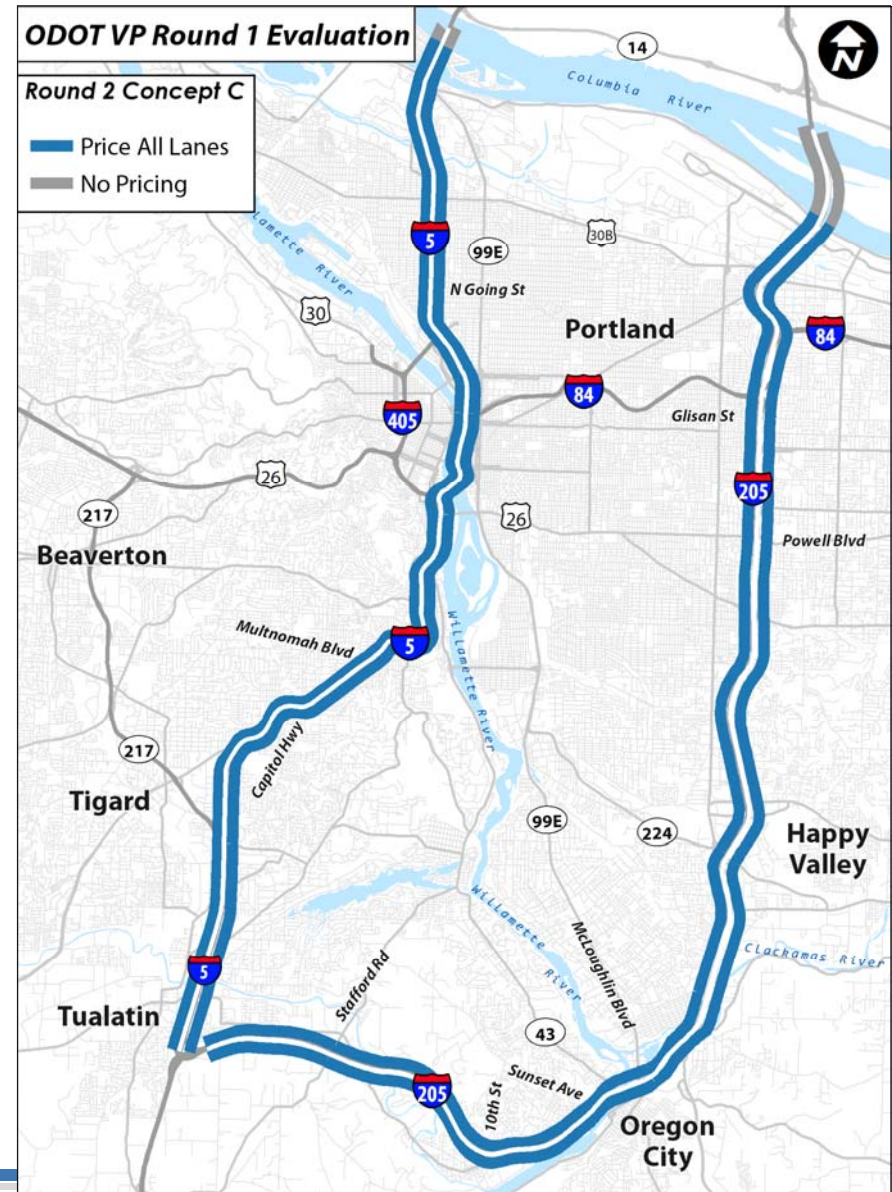 ODOT VP Round 1 Evaluation
Round 2 Concept C
Price All Lanes
No Pricing
N
14
Columbia River
lamette River
5
99E
30B
N Going St
30
Portland
84
84
405
Glisan St
26
205
217
26
Powell Blvd
Beaverton
Multnomah Blvd
5
Willamette River
Capitol Hwy
217
Tigard
99E
224
Happy
Valley
Willamette
River
McLoughlin Blvd
Clackamas River
5
Stafford Rd
Tualatin
43
Sunset Ave
10th St
205
Oregon
City